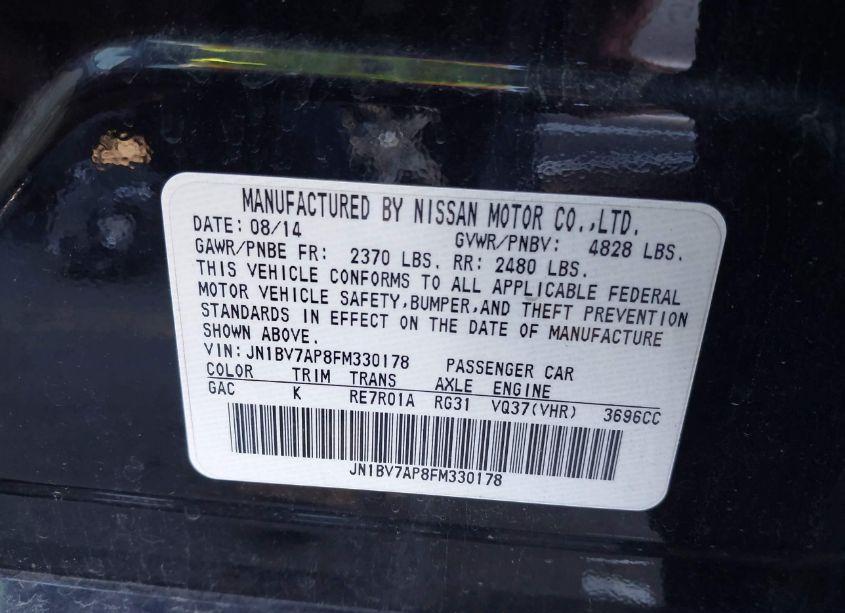 MANUFACTURED BY NISSAN MOTOR CO.,LTD.
DATE: 08/14 GVWR/PNBV: 4828 LBS.
GAWR/PNBE FR: 2370 LBS. RR: 2480 LBS.
THIS VEHICLE CONFORMS TO ALL APPLICABLE FEDERAL
MOTOR VEHICLE SAFETY,BUMPER,AND THEFT PREVENTION
STANDARDS IN EFFECT ON THE DATE OF MANUFACTURE
SHOWN ABOVE.
VIN:JN1BV7AP8FM330178 PASSENGER CAR
COLOR TRIM TRANS AXLE ENGINE
GAC K RE7R01A RG31 VQ37(VHR) 3696CC
JN1BV7AP8FM330178